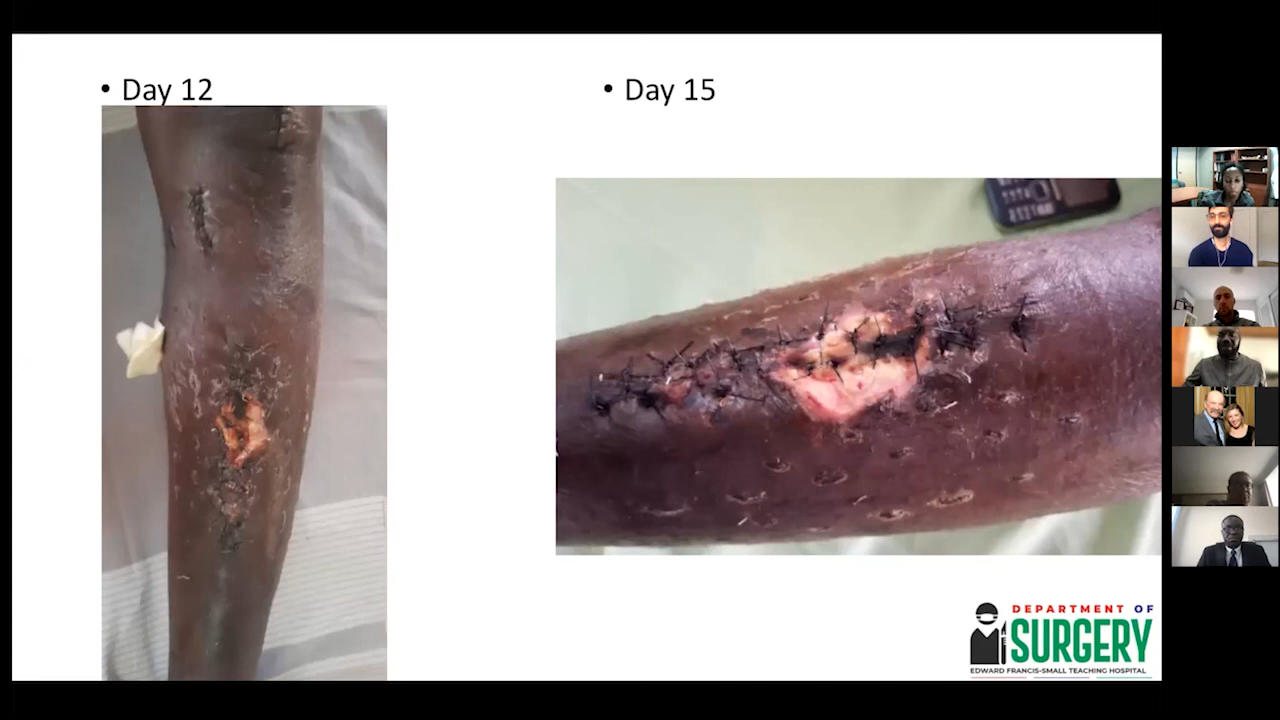 • Day 12
• Day 15
DEPARTMENT OF
SURGERY
EDWARD FRANCIS-SMALL TEACHING HOSPITAL